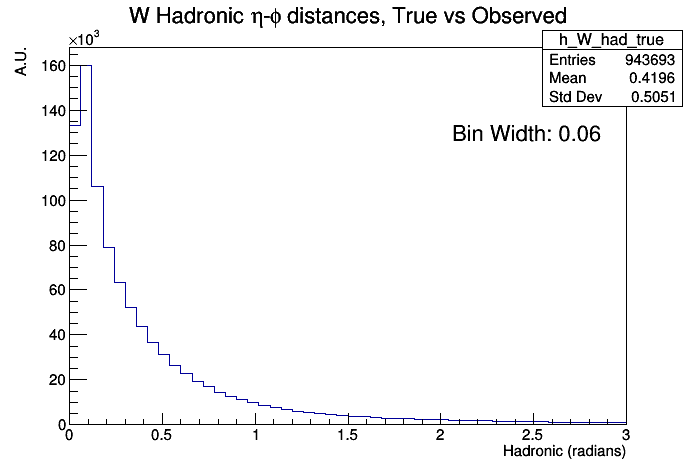 W Hadronic η-ϕ distances, True vs Observed
h_W_had_true
Entries 943693
Mean 0.4196
Std Dev 0.5051
×10³
A.U.
Bin Width: 0.06
160
140
120
100
80
60
40
20
0
0 0.5 1 1.5 2 2.5 3
Hadronic (radians)